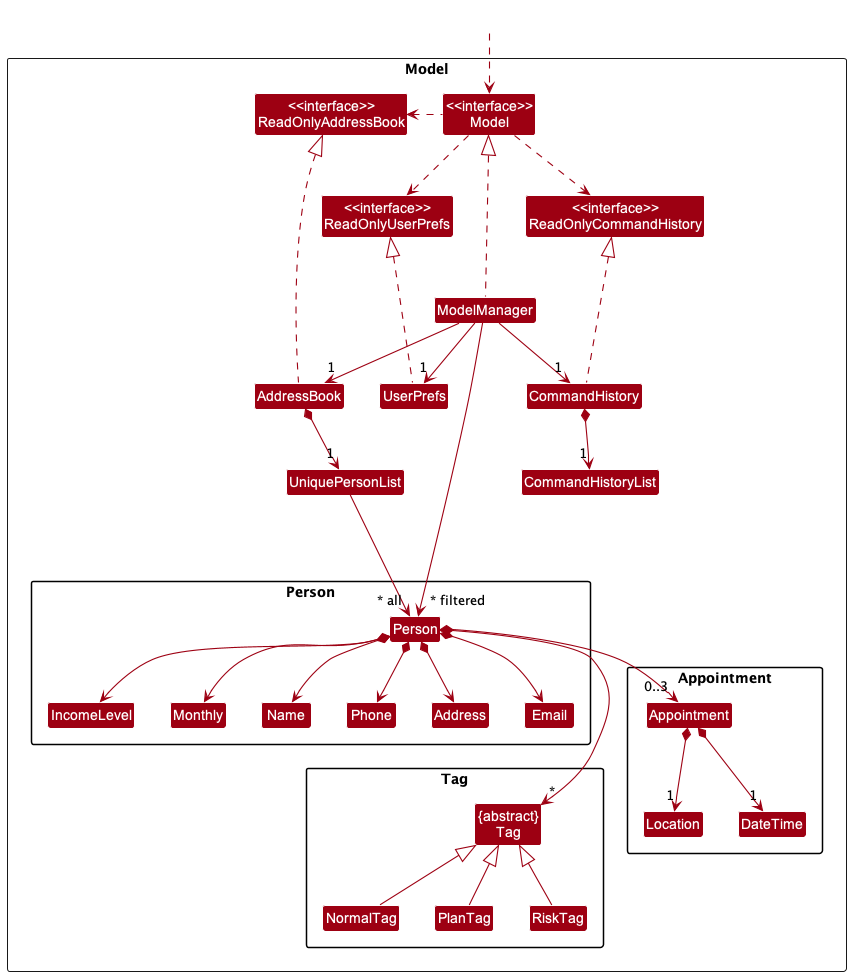 Model
<<interface>>
ReadOnlyAddressBook
<<interface>>
Model
<<interface>>
ReadOnlyUserPrefs
<<interface>>
ReadOnlyCommandHistory
ModelManager
1
1
1
AddressBook
UserPrefs
CommandHistory
1
1
UniquePersonList
CommandHistoryList
Person
* all
* filtered
Person
Appointment
0..3
IncomeLevel
Monthly
Name
Phone
Address
Email
Appointment
Tag
*
1
1
{abstract}
Tag
Location
DateTime
NormalTag
PlanTag
RiskTag